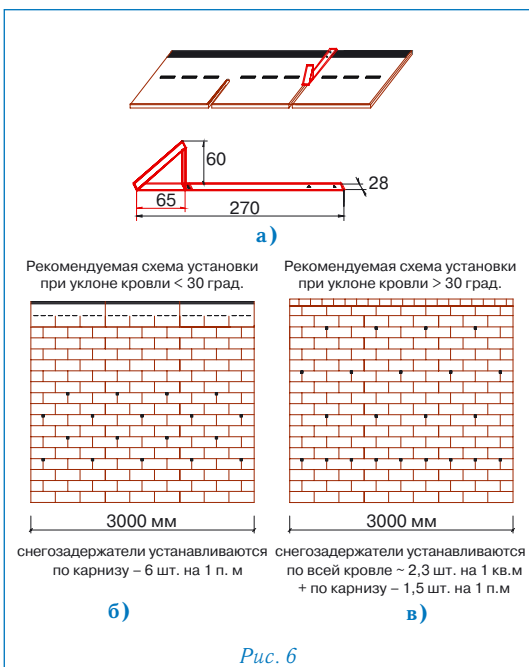 60
65
28
270
а)
Рекомендуемая схема установки
при уклоне кровли < 30 град.
Рекомендуемая схема установки
при уклоне кровли > 30 град.
3000 мм
3000 мм
снегозадержатели устанавливаются
по карнизу – 6 шт. на 1 п. м
снегозадержатели устанавливаются
по всей кровле ~ 2,3 шт. на 1 кв.м
+ по карнизу – 1,5 шт. на 1 п.м
б)
в)
Рис. 6